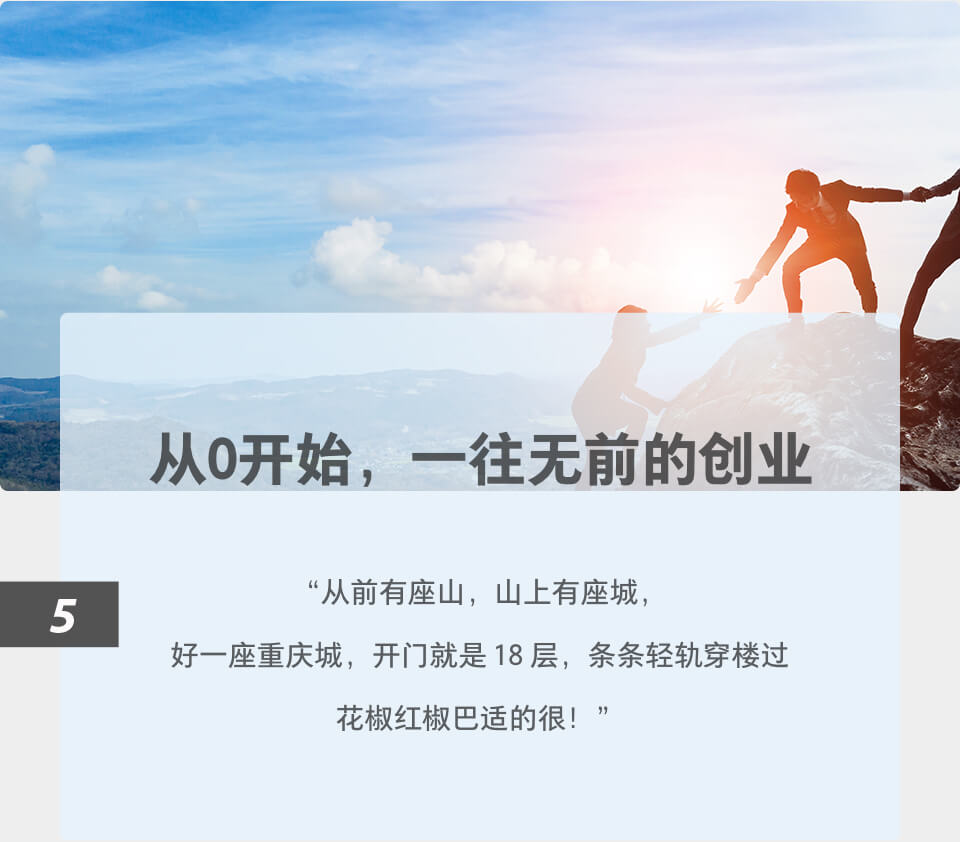 从0开始，一往无前的创业
5
“从前有座山，山上有座城，
好一座重庆城，开门就是 18 层，条条轻轨穿楼过
花椒红椒巴适的很！”